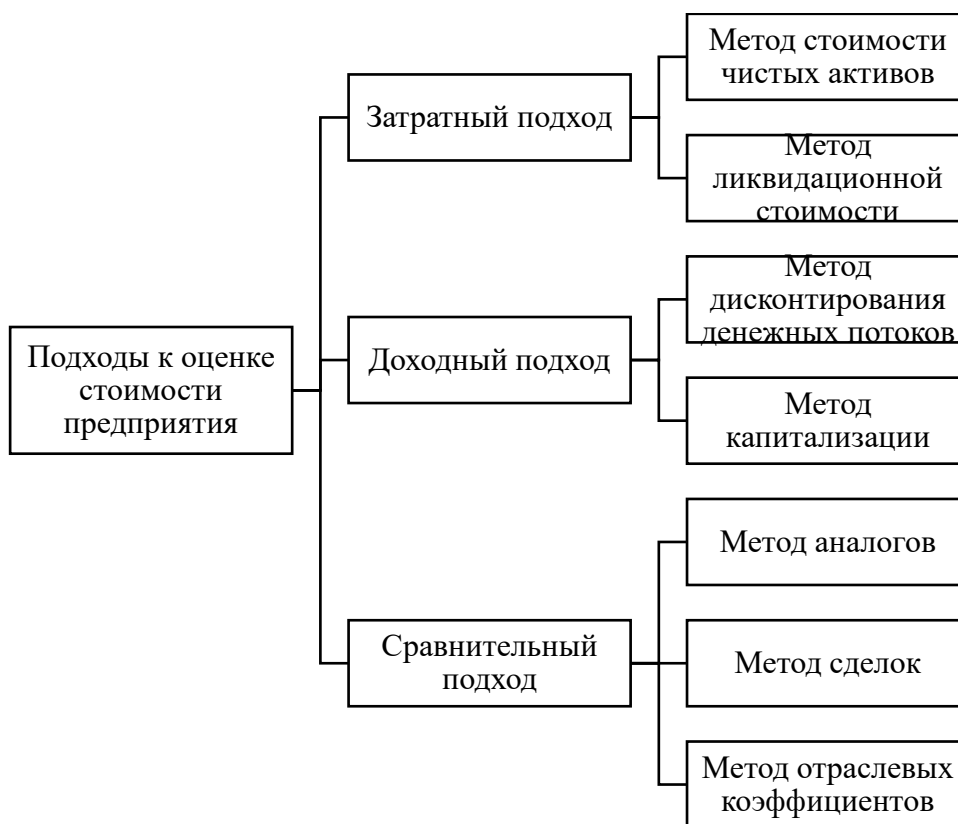 Подходы к оценке
стоимости
предприятия
Затратный подход
Метод стоимости
чистых активов
Метод
ликвидационной
стоимости
Доходный подход
Метод
дисконтирования
денежных потоков
Метод
капитализации
Сравнительный
подход
Метод аналогов
Метод сделок
Метод отраслевых
коэффициентов